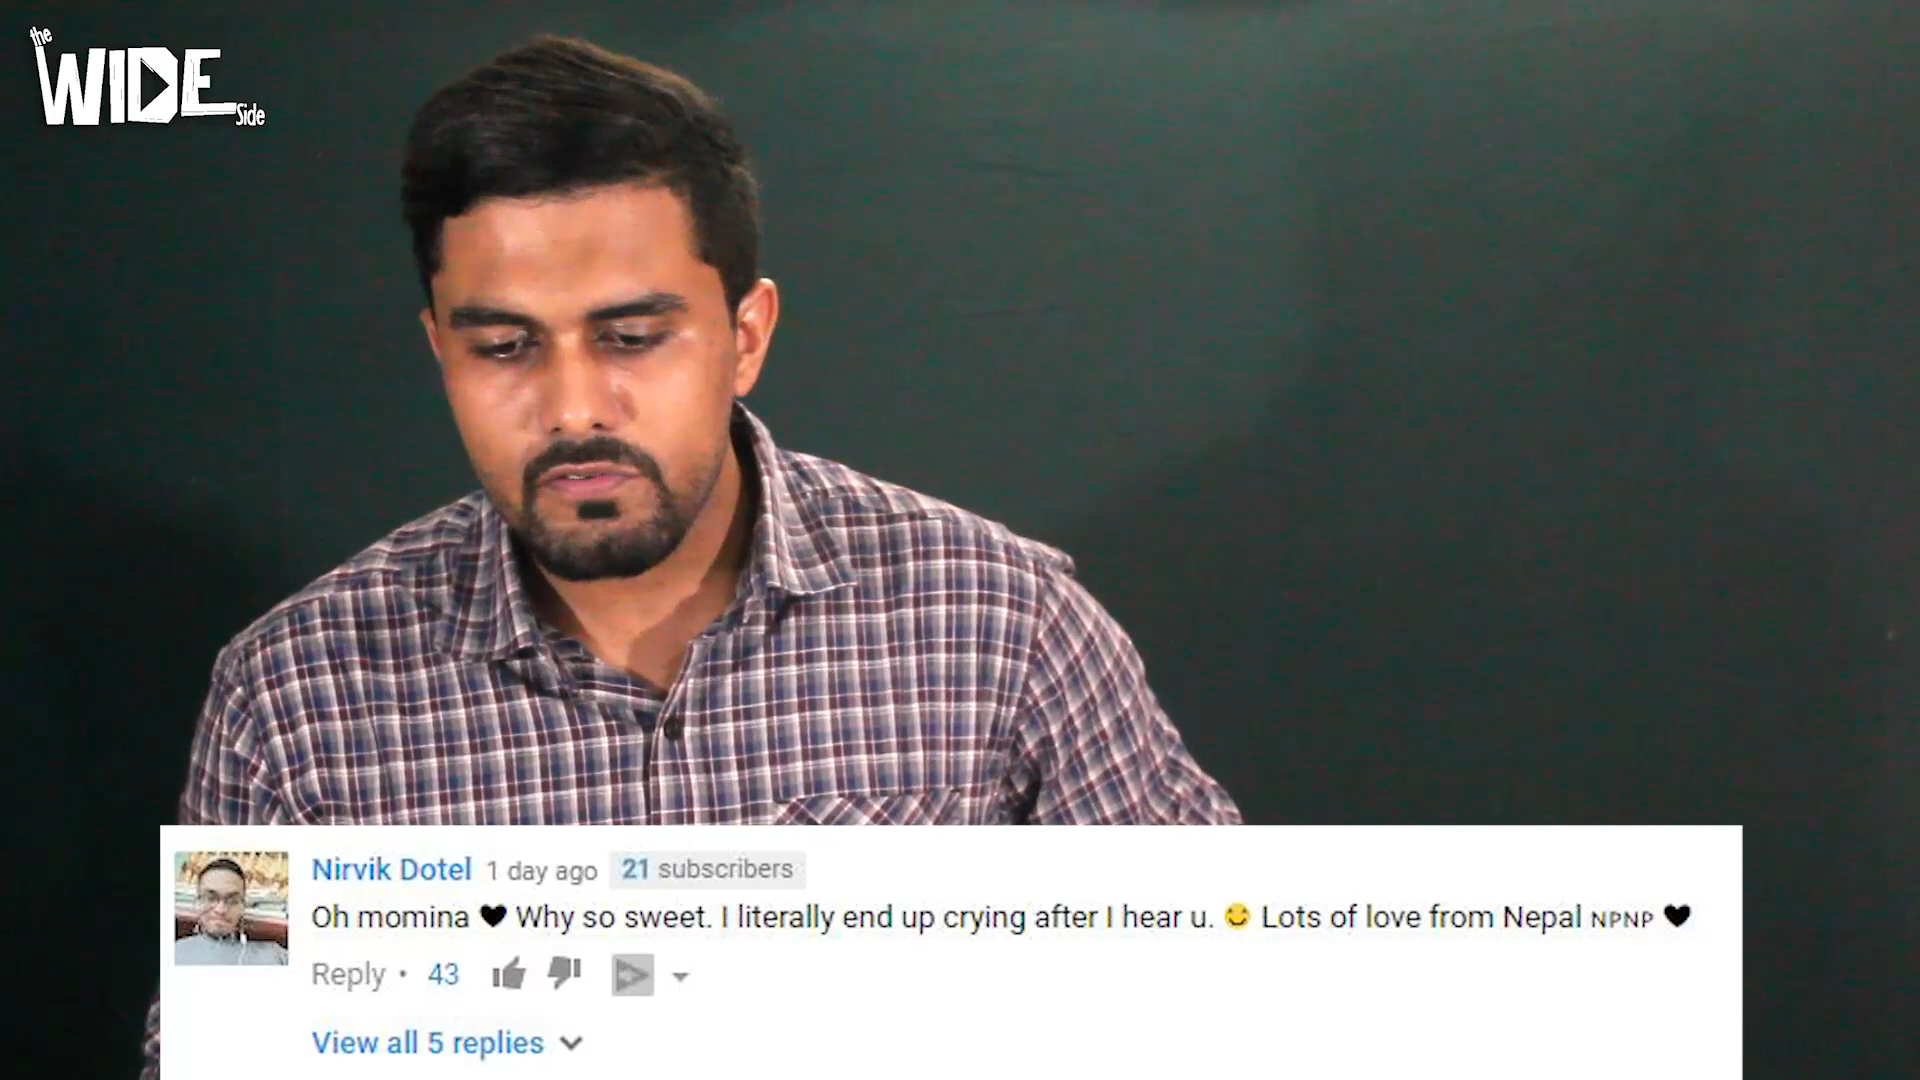 the
WIDE
Side
Nirvik Dotel 1 day ago 21 subscribers
Oh momina 🖤 Why so sweet. I literally end up crying after I hear u. 😊 Lots of love from Nepal NPNP 🖤
Reply • 43
View all 5 replies